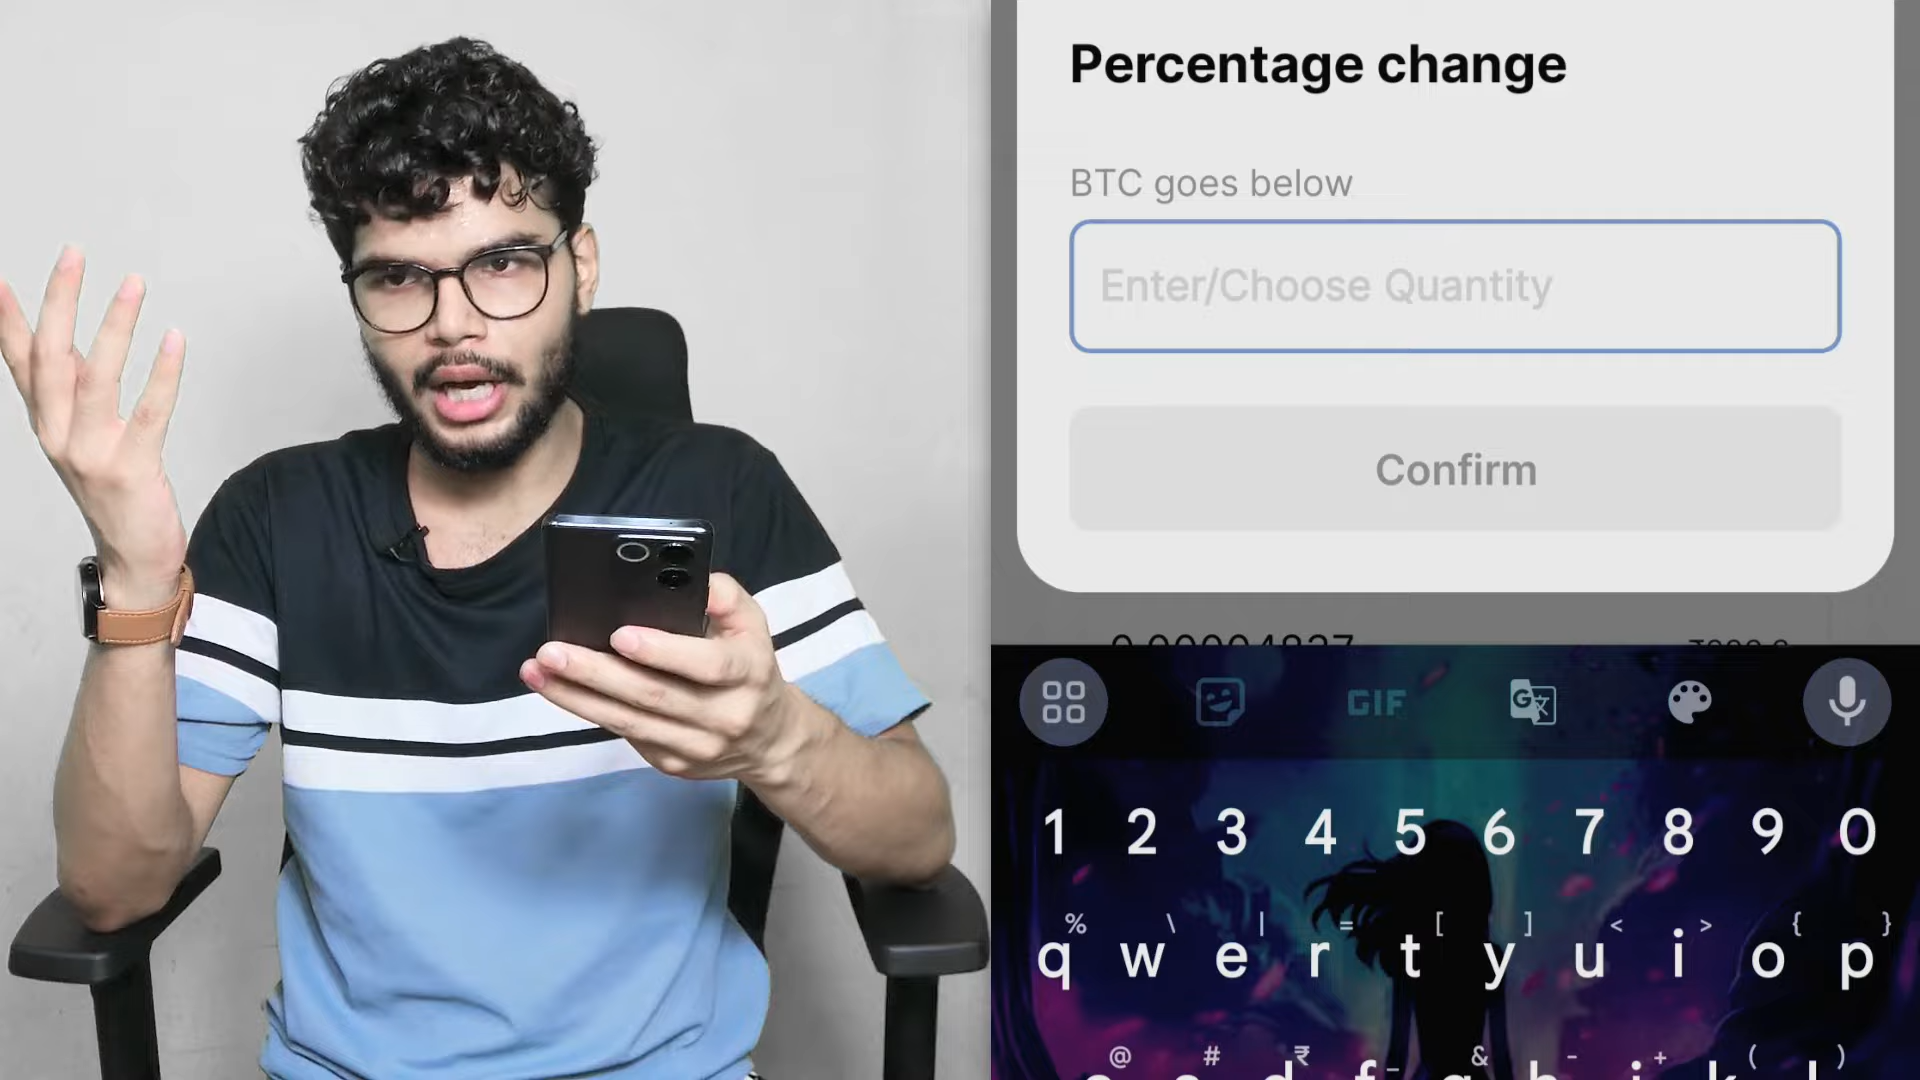 Percentage change
BTC goes below
Enter/Choose Quantity
Confirm
GIF
1 2 3 4 5 6 7 8 9 0
% \ | = [ ] < > { }
q w e r t y u i o p
@ # ₹ _ & - + ( )